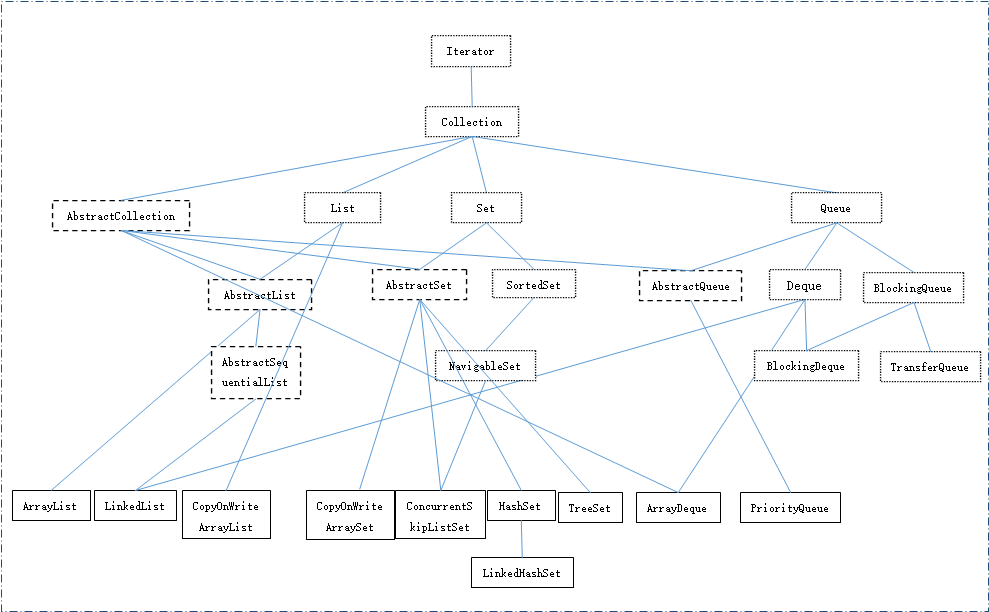 Iterator
Collection
AbstractCollection
List
Set
Queue
AbstractList
AbstractSet
SortedSet
AbstractQueue
Deque
BlockingQueue
AbstractSeq
uentialList
NavigableSet
BlockingDeque
TransferQueue
ArrayList
LinkedList
CopyOnWrite
ArrayList
CopyOnWrite
ArraySet
ConcurrentS
kipListSet
HashSet
TreeSet
ArrayDeque
PriorityQueue
LinkedHashSet